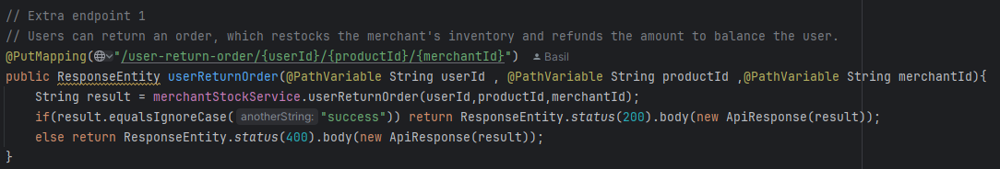 // Extra endpoint 1
// Users can return an order, which restocks the merchant's inventory and refunds the amount to balance the user.
@PutMapping("/user-return-order/{userId}/{productId}/{merchantId}") Basil
public ResponseEntity userReturnOrder(@PathVariable String userId , @PathVariable String productId ,@PathVariable String merchantId){
    String result = merchantStockService.userReturnOrder(userId,productId,merchantId);
    if(result.equalsIgnoreCase( anotherString: "success")) return ResponseEntity.status(200).body(new ApiResponse(result));
    else return ResponseEntity.status(400).body(new ApiResponse(result));
}